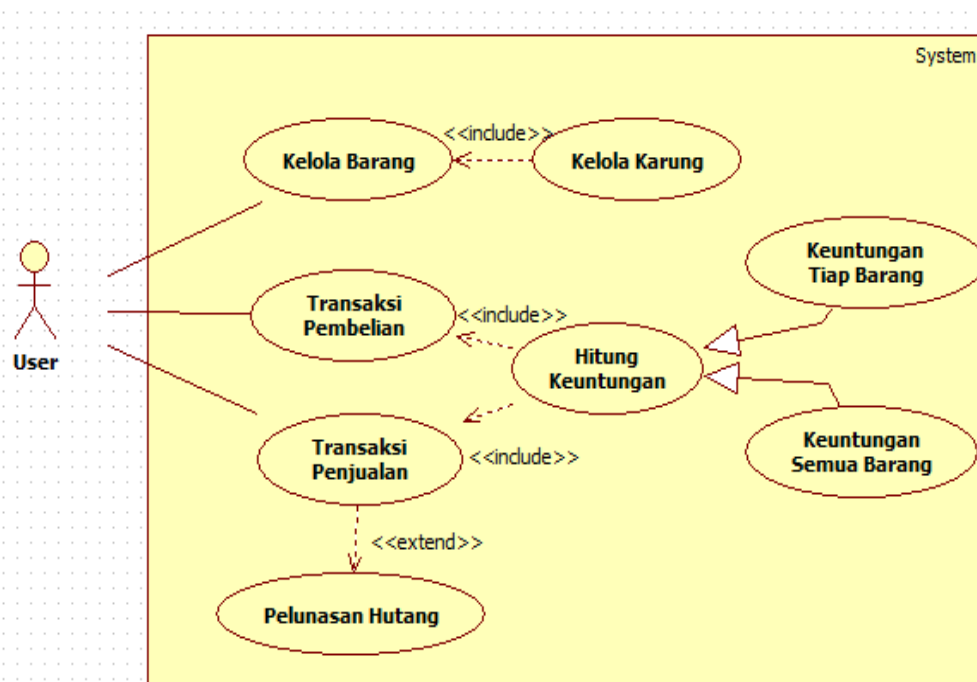 System
<<include>>
Kelola Barang
Kelola Karung
Keuntungan
Tiap Barang
Transaksi
Pembelian
<<include>>
Hitung
Keuntungan
User
Transaksi
Penjualan
<<include>>
Keuntungan
Semua Barang
<<extend>>
Pelunasan Hutang